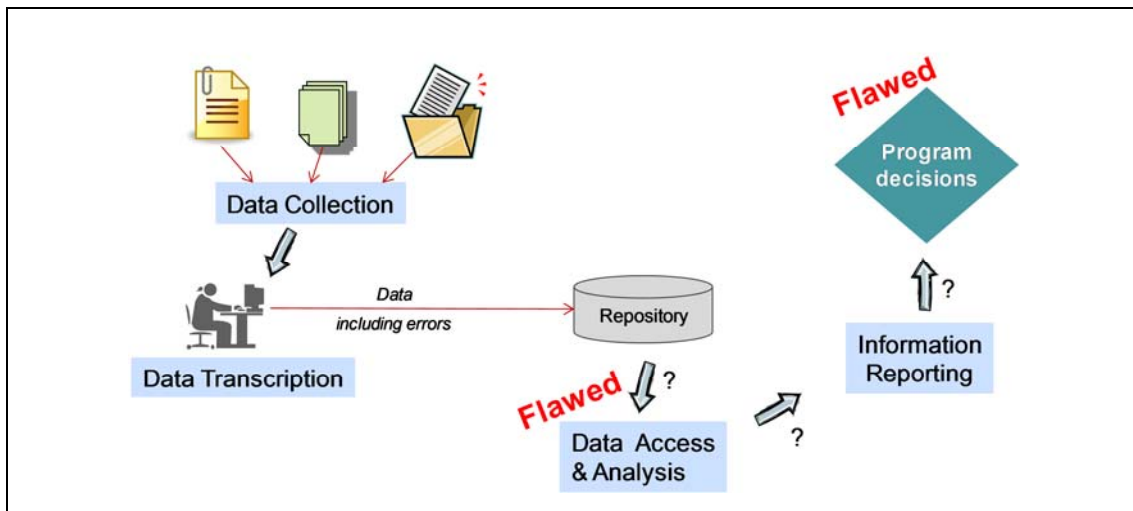 Data Collection
Data
including errors
Data Transcription
Repository
?
Flawed
Data Access
& Analysis
?
Information
Reporting
?
Flawed
Program
decisions